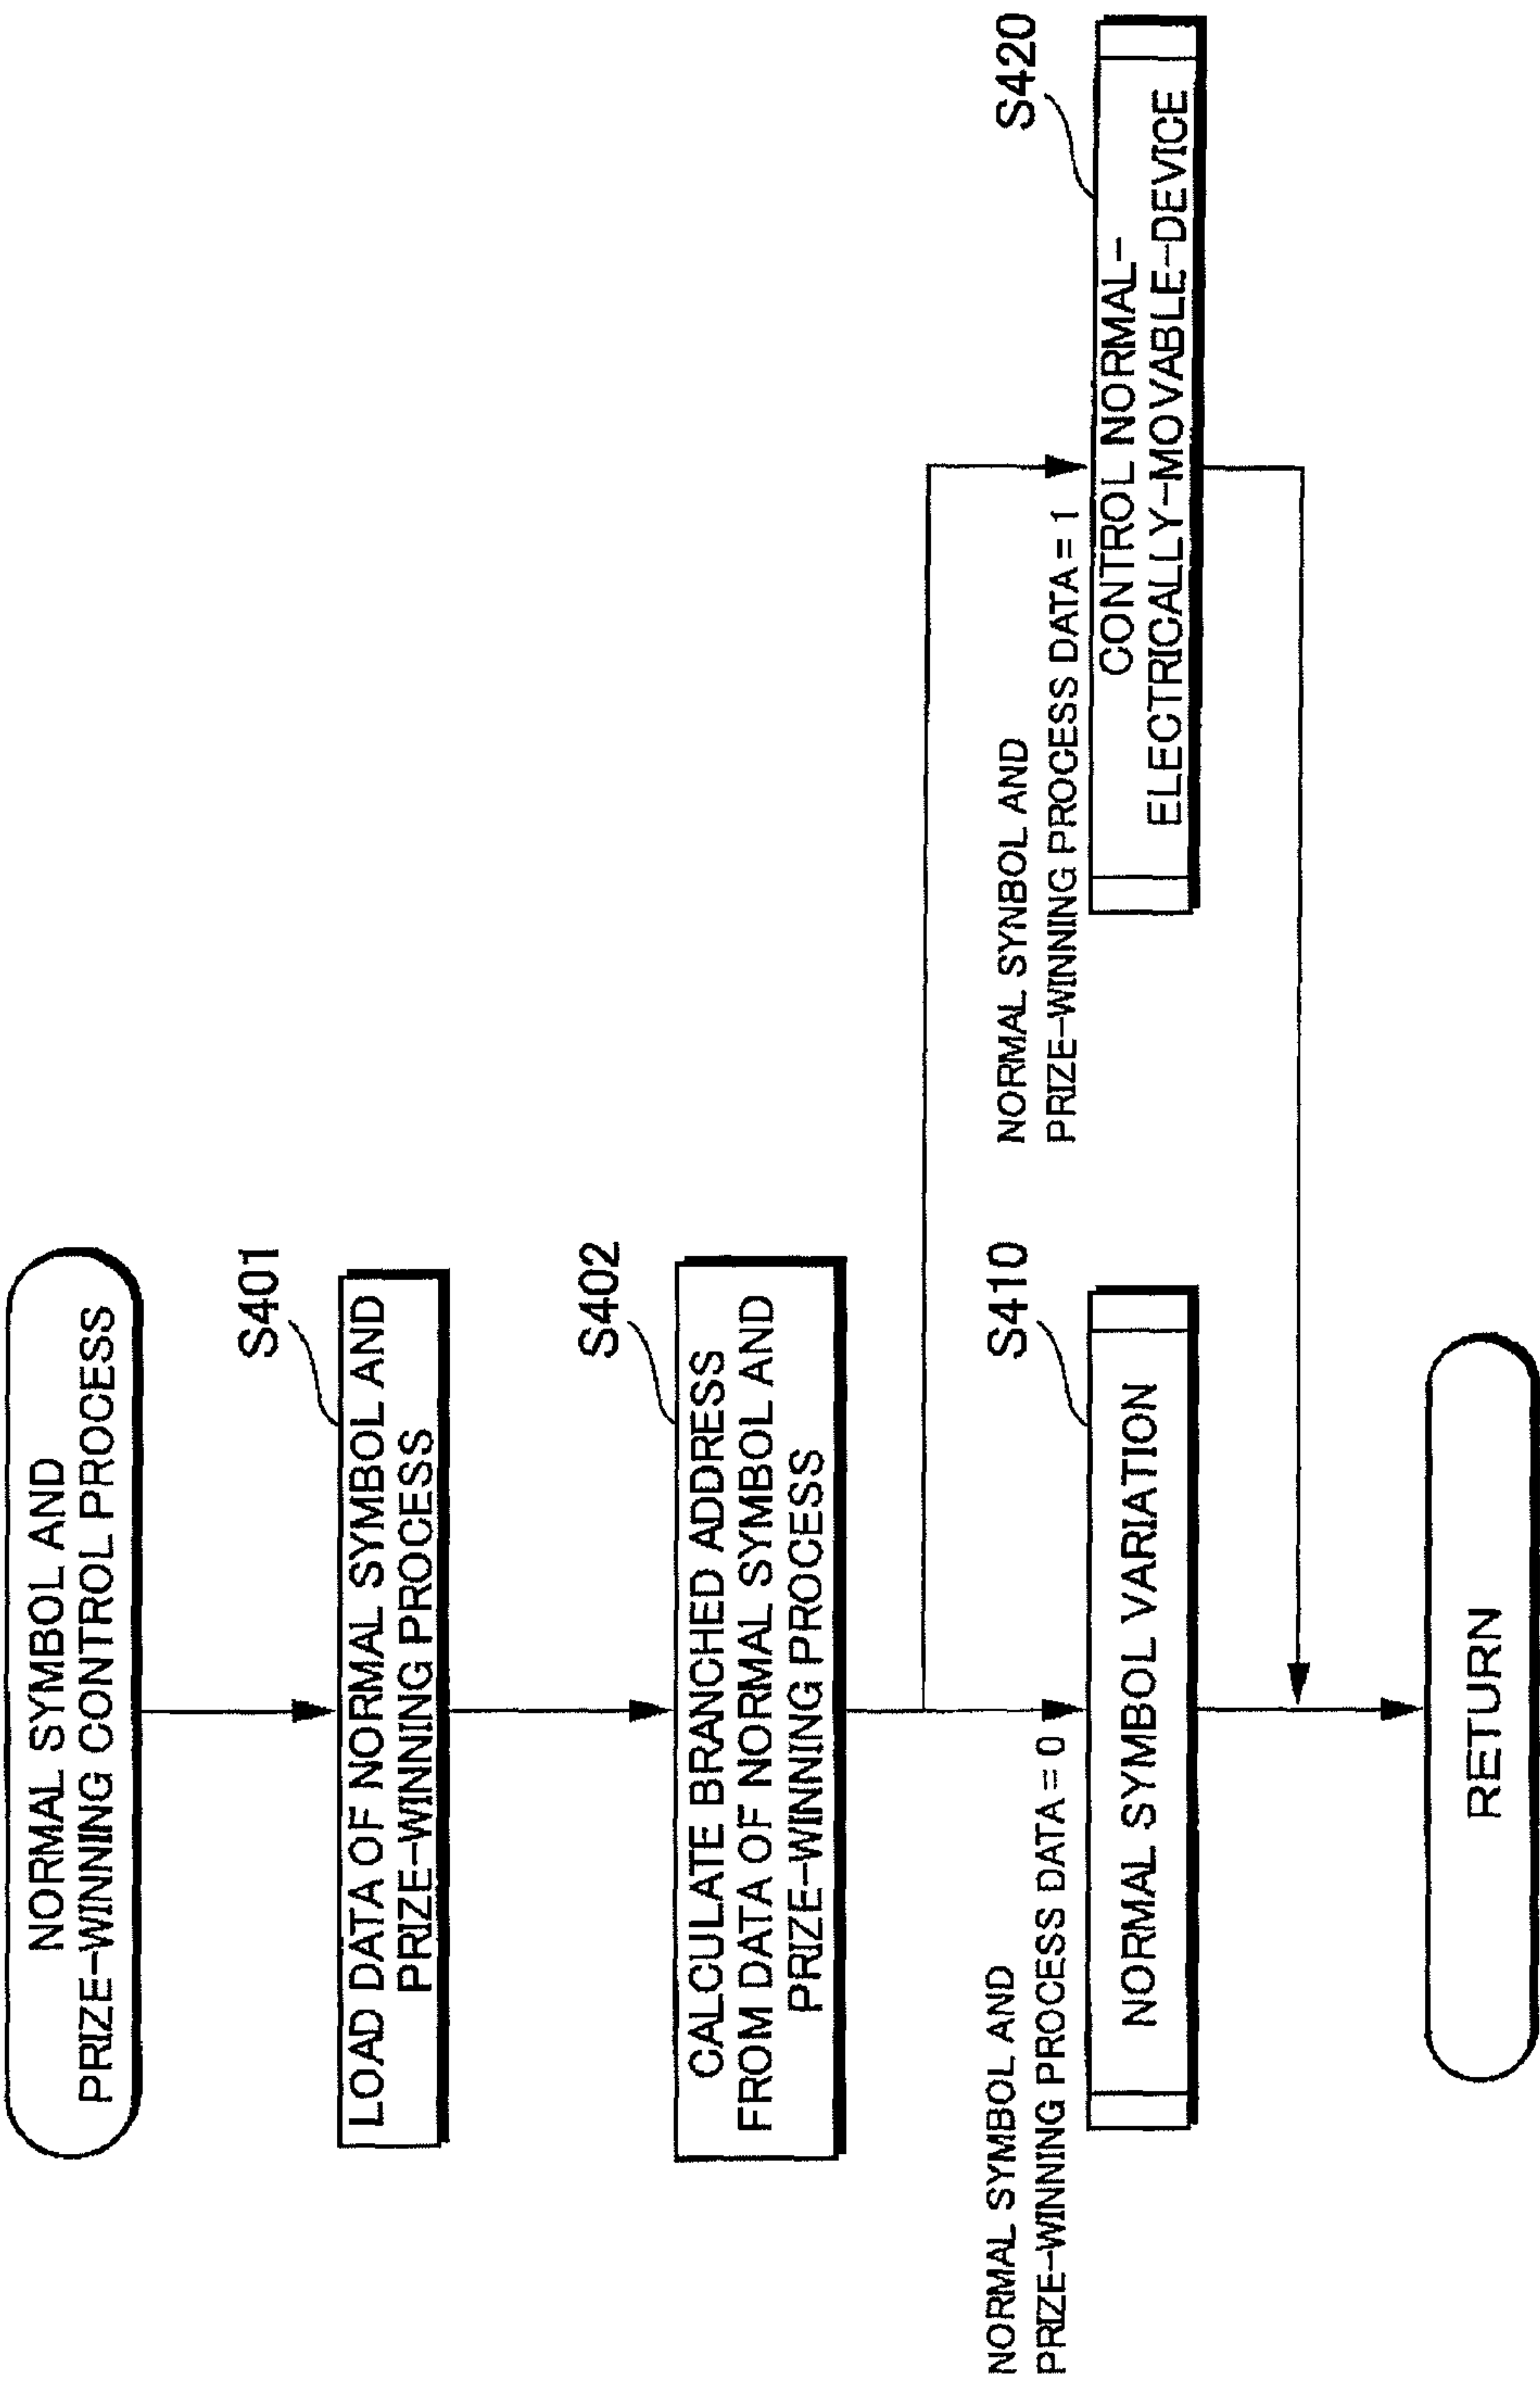 NORMAL SYMBOL AND
PRIZE-WINNING CONTROL PROCESS
S401
LOAD DATA OF NORMAL SYMBOL AND
PRIZE-WINNING PROCESS
S402
CALCULATE BRANCHED ADDRESS
FROM DATA OF NORMAL SYMBOL AND
PRIZE-WINNING PROCESS
NORMAL SYMBOL AND
PRIZE-WINNING PROCESS DATA = 0
S410
NORMAL SYMBOL VARIATION
NORMAL SYNBOL AND
PRIZE-WINNING PROCESS DATA = 1
S420
CONTROL NORMAL-
ELECTRICALLY-MOVABLE-DEVICE
RETURN